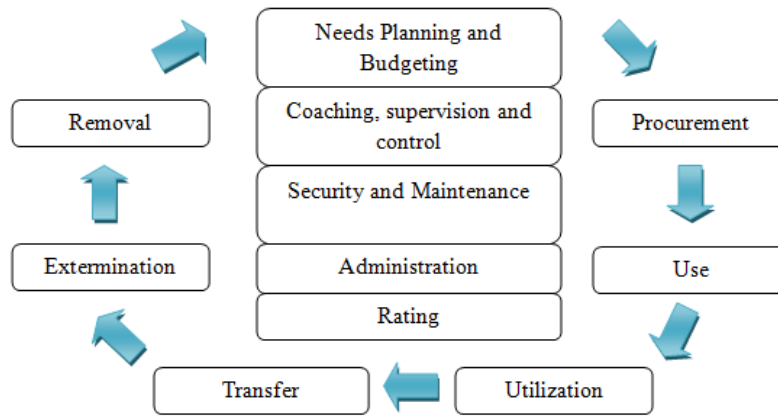 Needs Planning and
Budgeting
Removal
Coaching, supervision and
control
Procurement
Security and Maintenance
Extermination
Administration
Use
Rating
Transfer
Utilization